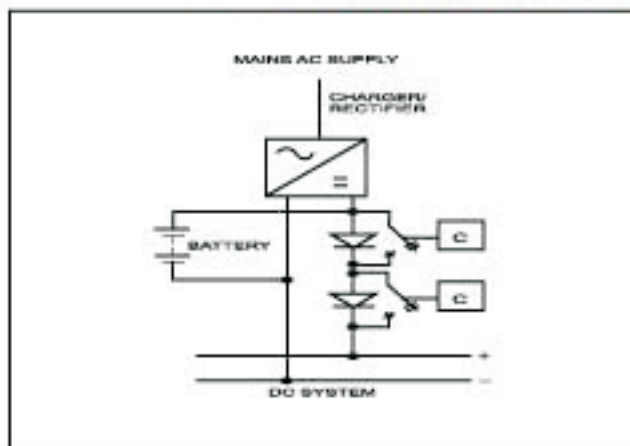 MAINS AC SUPPLY
CHARGER/
RECTIFIER
C
BATTERY
C
+
−
DC SYSTEM